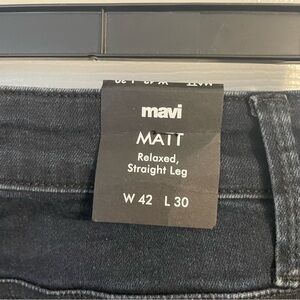 mavi
MATT
Relaxed,
Straight Leg
W 42 L 30